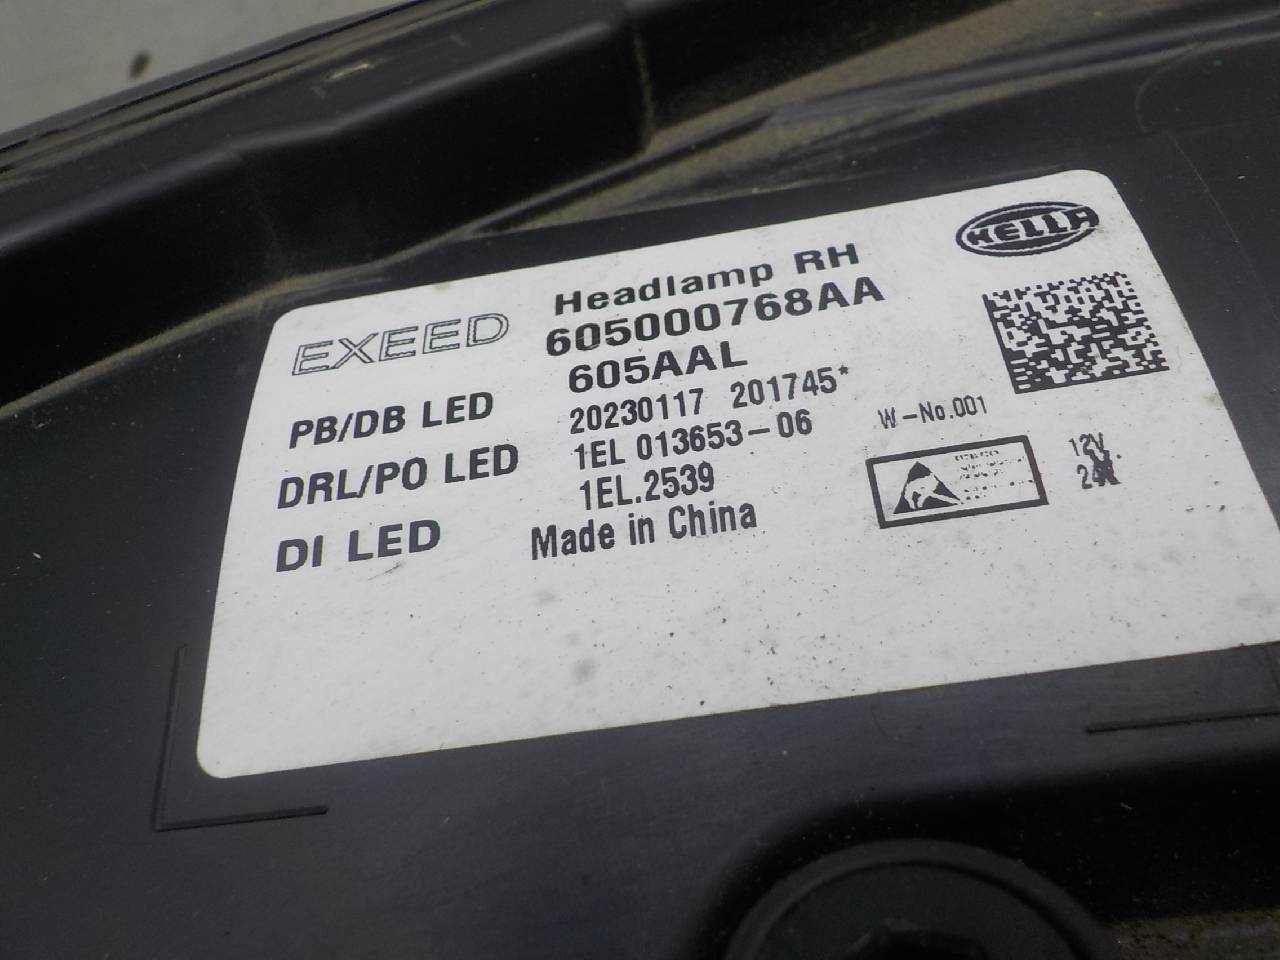 HELLA
EXEED
Headlamp RH
605000768AA
605AAL
PB/DB LED
20230117 201745*
W-No.001
DRL/PO LED
1EL 013653-06
12V.
DI LED
1EL.2539
Made in China